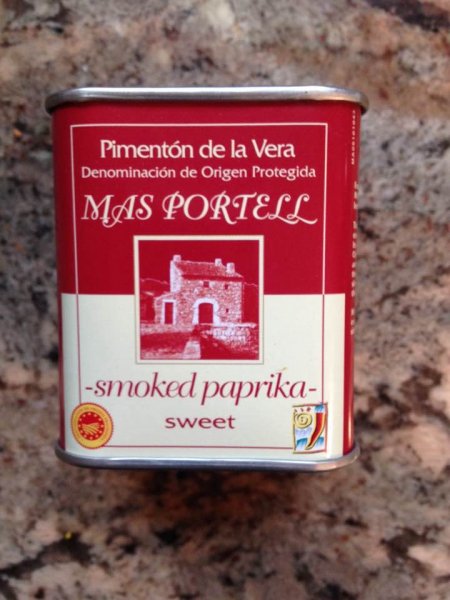 Pimentón de la Vera
Denominación de Origen Protegida
MAS PORTELL
-smoked paprika-
sweet